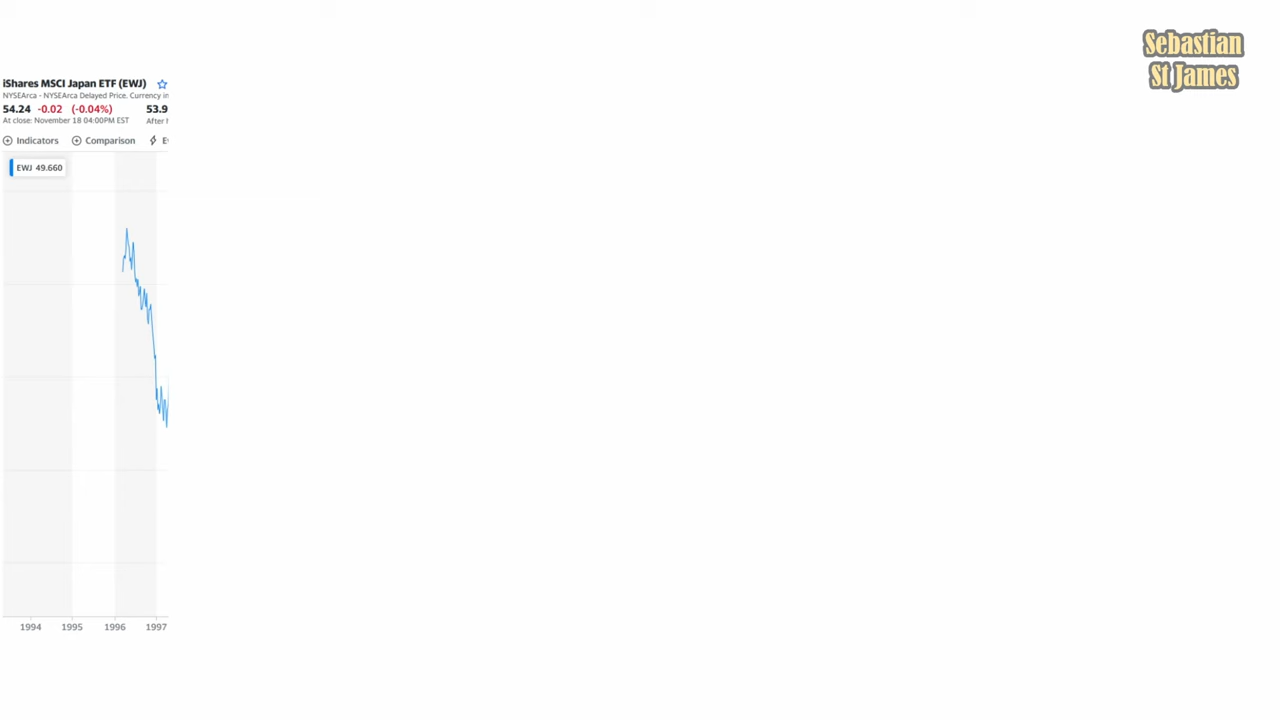 Sebastian
St James
iShares MSCI Japan ETF (EWJ)
NYSEArca - NYSEArca Delayed Price. Currency in
54.24 -0.02 (-0.04%) 53.9
At close: November 18 04:00PM EST After
Indicators Comparison
EWJ 49.660
1994 1995 1996 1997